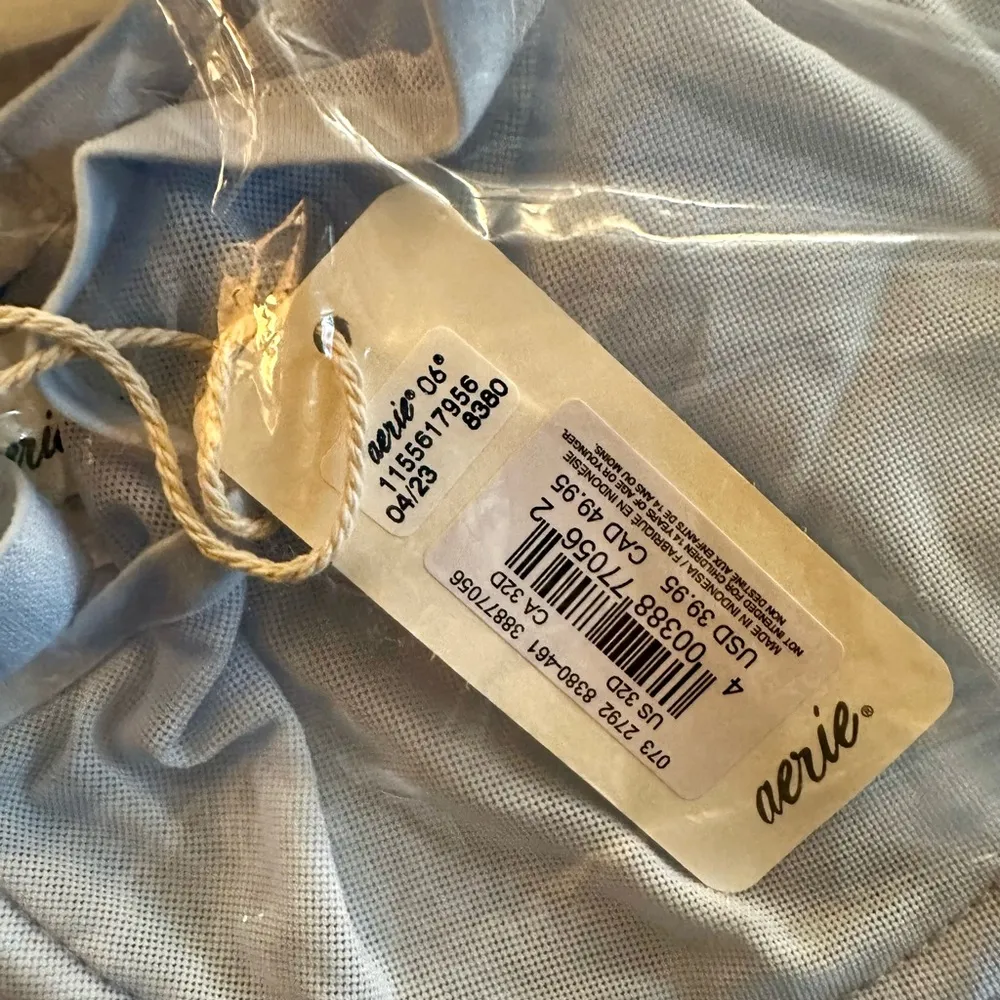 aerie® 06®
1155617956
8380
04/23
073 2792 8380-461 38877056
US 32D CA 32D
4 00388 77056 2
USD 39.95 CAD 49.95
MADE IN INDONESIA / FABRIQUÉ EN INDONÉSIE
NOT INTENDED FOR CHILDREN 14 YEARS OF AGE OR YOUNGER.
NON DESTINÉ AUX ENFANTS DE 14 ANS OU MOINS.
aerie®